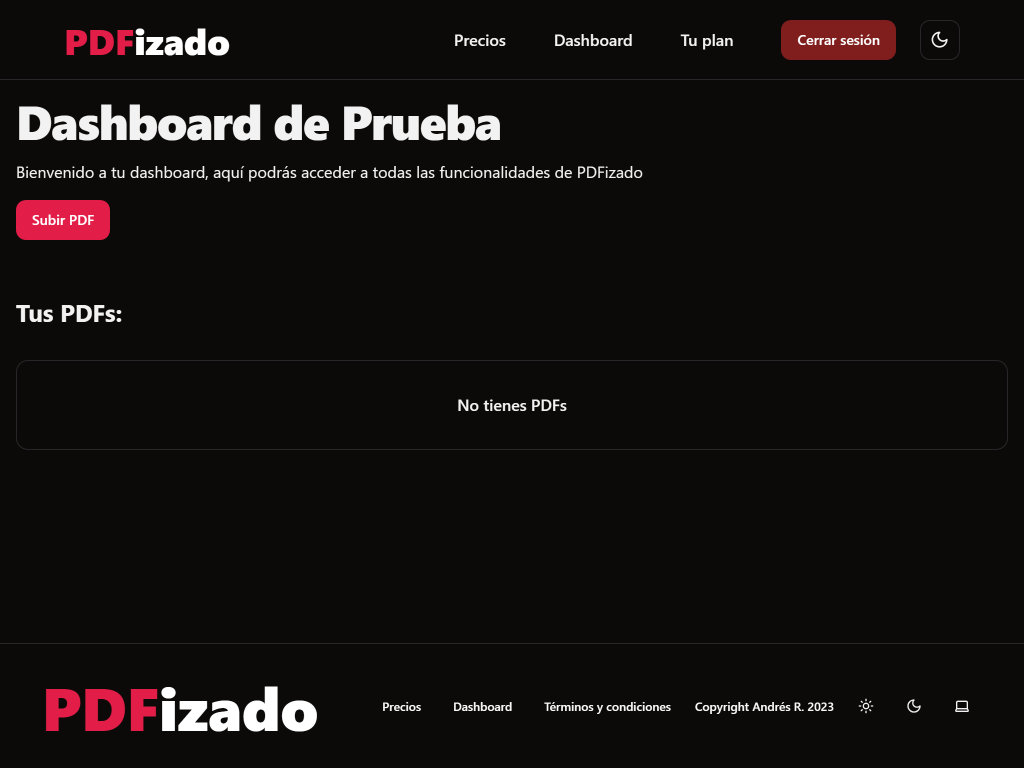 PDFizado
Precios
Dashboard
Tu plan
Cerrar sesión
Dashboard de Prueba
Bienvenido a tu dashboard, aquí podrás acceder a todas las funcionalidades de PDFizado
Subir PDF
Tus PDFs:
No tienes PDFs
PDFizado
Precios
Dashboard
Términos y condiciones
Copyright Andrés R. 2023